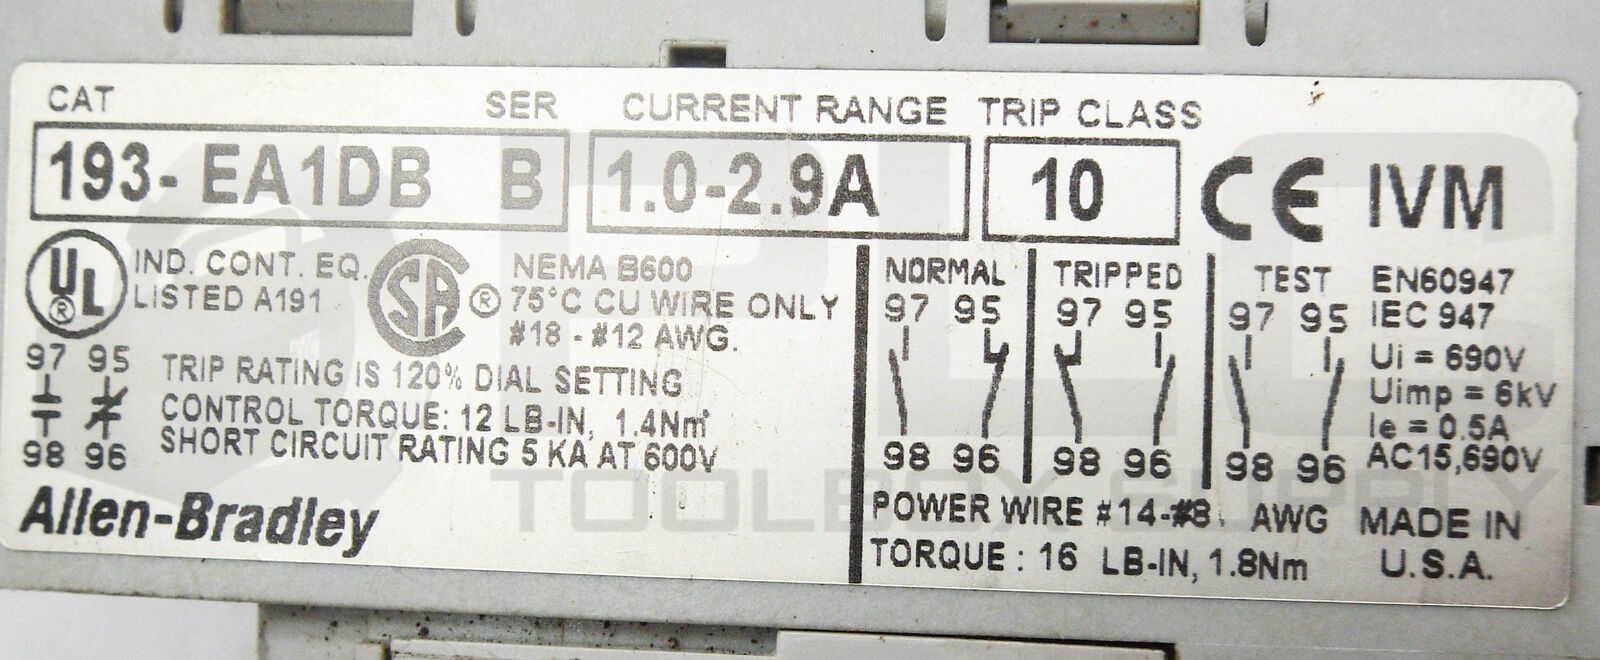 CAT SER CURRENT RANGE TRIP CLASS
193- EA1DB B 1.0-2.9A 10 CE IVM
UL ® IND. CONT. EQ.
LISTED A191
SA ®
NEMA B600
75°C CU WIRE ONLY
#18 - #12 AWG.
97 95
98 96
TRIP RATING IS 120% DIAL SETTING
CONTROL TORQUE: 12 LB-IN, 1.4Nm
SHORT CIRCUIT RATING 5 KA AT 600V
Allen-Bradley
NORMAL TRIPPED TEST
97 95 97 95 97 95
98 96 98 96 98 96
EN60947
IEC 947
Ui = 690V
Uimp = 6kV
Ie = 0.5A
AC15,690V
POWER WIRE #14-#8 AWG
TORQUE : 16 LB-IN, 1.8Nm
MADE IN
U.S.A.
PLC
TOOLBOX SUPPLY